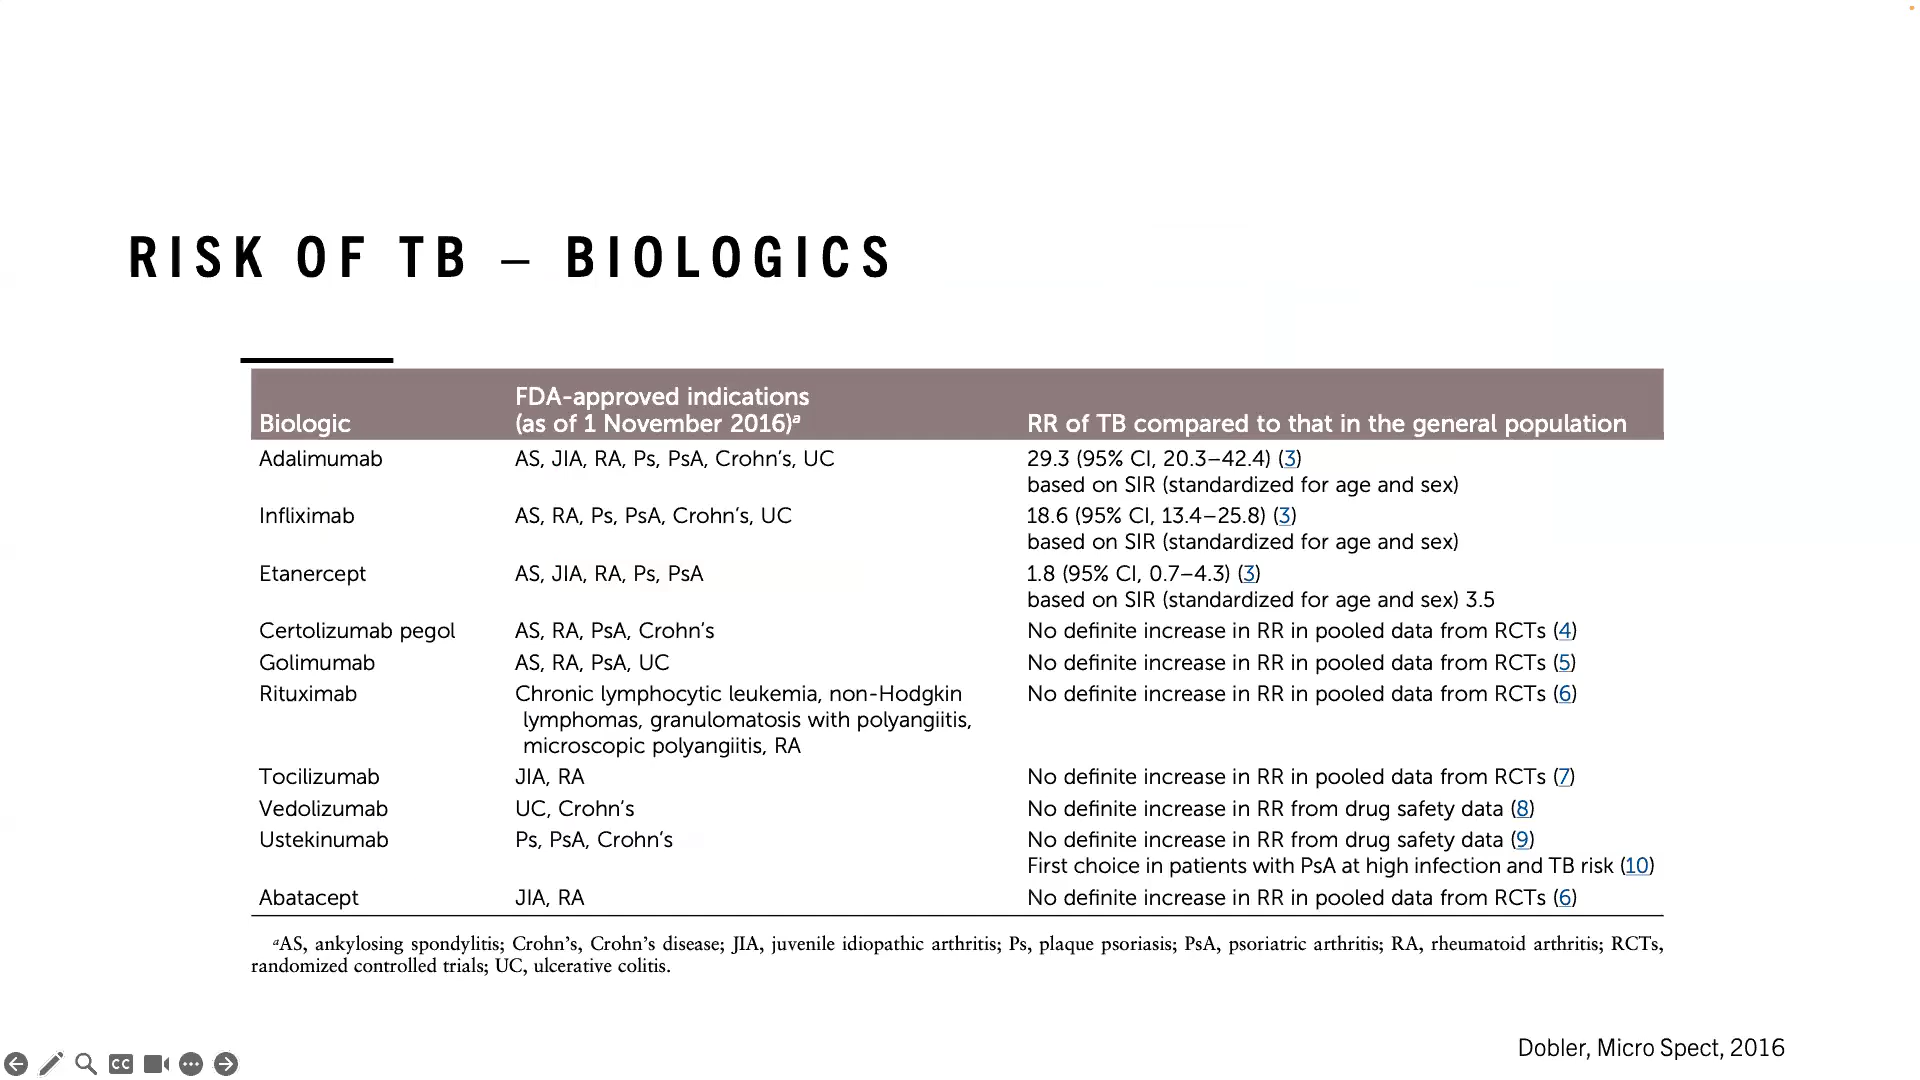 RISK OF TB – BIOLOGICS
Biologic
FDA-approved indications
(as of 1 November 2016)ᵃ
RR of TB compared to that in the general population
Adalimumab
AS, JIA, RA, Ps, PsA, Crohn’s, UC
29.3 (95% CI, 20.3–42.4) (3)
based on SIR (standardized for age and sex)
Infliximab
AS, RA, Ps, PsA, Crohn’s, UC
18.6 (95% CI, 13.4–25.8) (3)
based on SIR (standardized for age and sex)
Etanercept
AS, JIA, RA, Ps, PsA
1.8 (95% CI, 0.7–4.3) (3)
based on SIR (standardized for age and sex) 3.5
Certolizumab pegol
AS, RA, PsA, Crohn’s
No definite increase in RR in pooled data from RCTs (4)
Golimumab
AS, RA, PsA, UC
No definite increase in RR in pooled data from RCTs (5)
Rituximab
Chronic lymphocytic leukemia, non-Hodgkin
lymphomas, granulomatosis with polyangiitis,
microscopic polyangiitis, RA
No definite increase in RR in pooled data from RCTs (6)
Tocilizumab
JIA, RA
No definite increase in RR in pooled data from RCTs (7)
Vedolizumab
UC, Crohn’s
No definite increase in RR from drug safety data (8)
Ustekinumab
Ps, PsA, Crohn’s
No definite increase in RR from drug safety data (9)
First choice in patients with PsA at high infection and TB risk (10)
Abatacept
JIA, RA
No definite increase in RR in pooled data from RCTs (6)
ᵃAS, ankylosing spondylitis; Crohn’s, Crohn’s disease; JIA, juvenile idiopathic arthritis; Ps, plaque psoriasis; PsA, psoriatric arthritis; RA, rheumatoid arthritis; RCTs,
randomized controlled trials; UC, ulcerative colitis.
Dobler, Micro Spect, 2016
CC